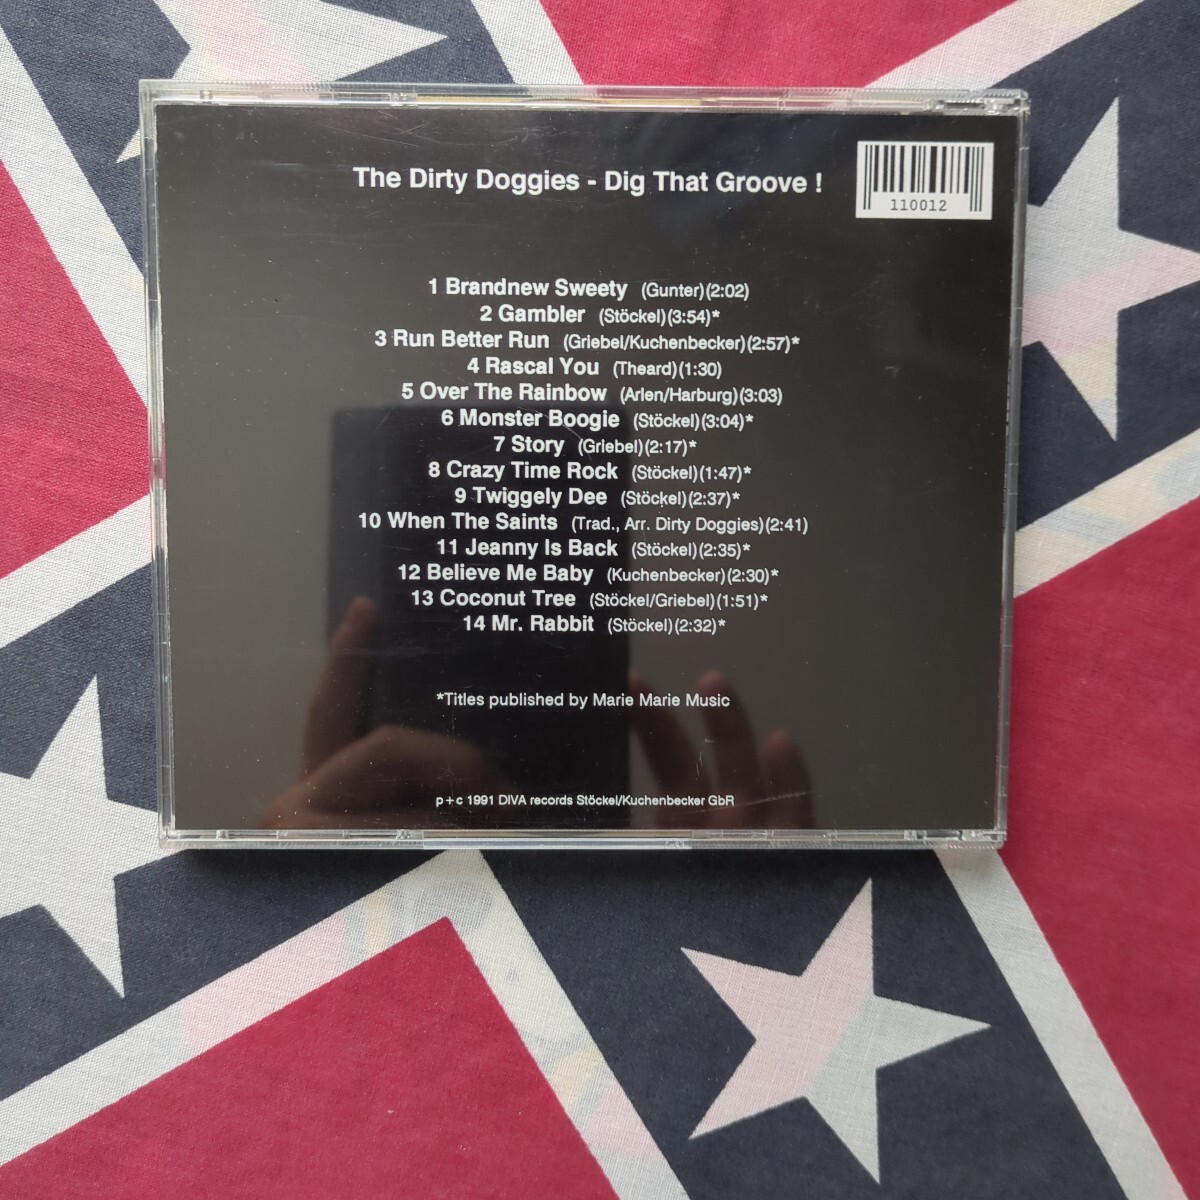 The Dirty Doggies - Dig That Groove !
110012
1 Brandnew Sweety (Gunter)(2:02)
2 Gambler (Stöckel)(3:54)*
3 Run Better Run (Griebel/Kuchenbecker)(2:57)*
4 Rascal You (Theard)(1:30)
5 Over The Rainbow (Arlen/Harburg)(3:03)
6 Monster Boogie (Stöckel)(3:04)*
7 Story (Griebel)(2:17)*
8 Crazy Time Rock (Stöckel)(1:47)*
9 Twiggely Dee (Stöckel)(2:37)*
10 When The Saints (Trad., Arr. Dirty Doggies)(2:41)
11 Jeanny Is Back (Stöckel)(2:35)*
12 Believe Me Baby (Kuchenbecker)(2:30)*
13 Coconut Tree (Stöckel/Griebel)(1:51)*
14 Mr. Rabbit (Stöckel)(2:32)*
*Titles published by Marie Marie Music
p + c 1991 DIVA records Stöckel/Kuchenbecker GbR